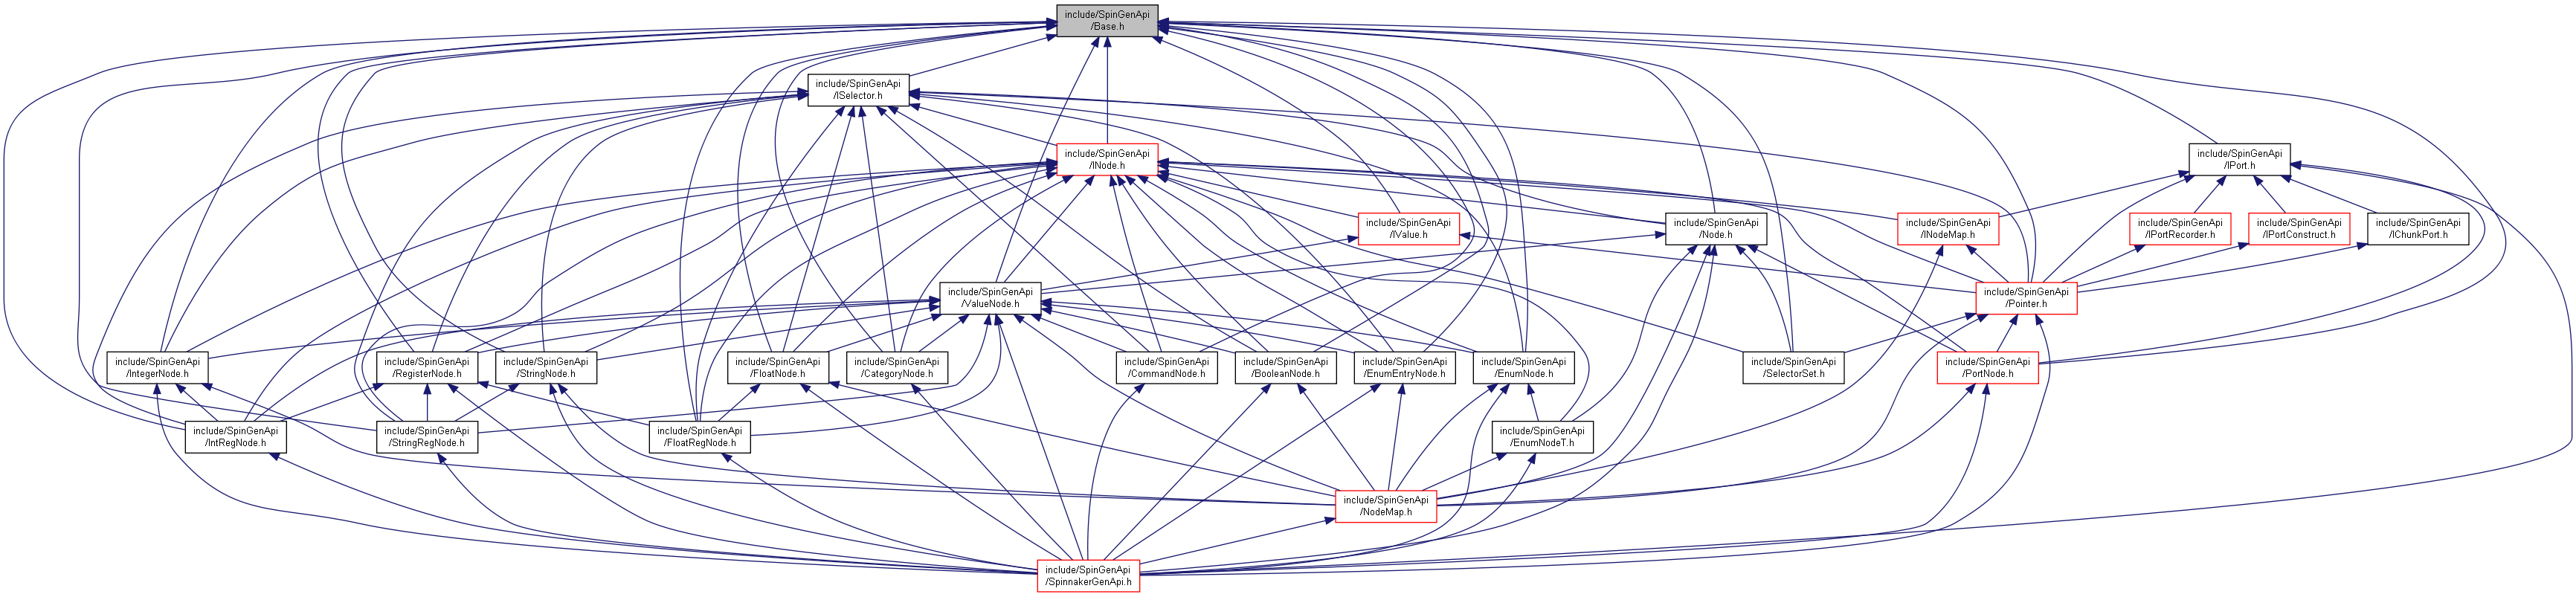 include/SpinGenApi
/Base.h
include/SpinGenApi
/ISelector.h
include/SpinGenApi
/INode.h
include/SpinGenApi
/IPort.h
include/SpinGenApi
/IValue.h
include/SpinGenApi
/Node.h
include/SpinGenApi
/INodeMap.h
include/SpinGenApi
/IPortRecorder.h
include/SpinGenApi
/IPortConstruct.h
include/SpinGenApi
/IChunkPort.h
include/SpinGenApi
/ValueNode.h
include/SpinGenApi
/Pointer.h
include/SpinGenApi
/IntegerNode.h
include/SpinGenApi
/RegisterNode.h
include/SpinGenApi
/StringNode.h
include/SpinGenApi
/FloatNode.h
include/SpinGenApi
/CategoryNode.h
include/SpinGenApi
/CommandNode.h
include/SpinGenApi
/BooleanNode.h
include/SpinGenApi
/EnumEntryNode.h
include/SpinGenApi
/EnumNode.h
include/SpinGenApi
/SelectorSet.h
include/SpinGenApi
/PortNode.h
include/SpinGenApi
/IntRegNode.h
include/SpinGenApi
/StringRegNode.h
include/SpinGenApi
/FloatRegNode.h
include/SpinGenApi
/EnumNodeT.h
include/SpinGenApi
/NodeMap.h
include/SpinGenApi
/SpinnakerGenApi.h